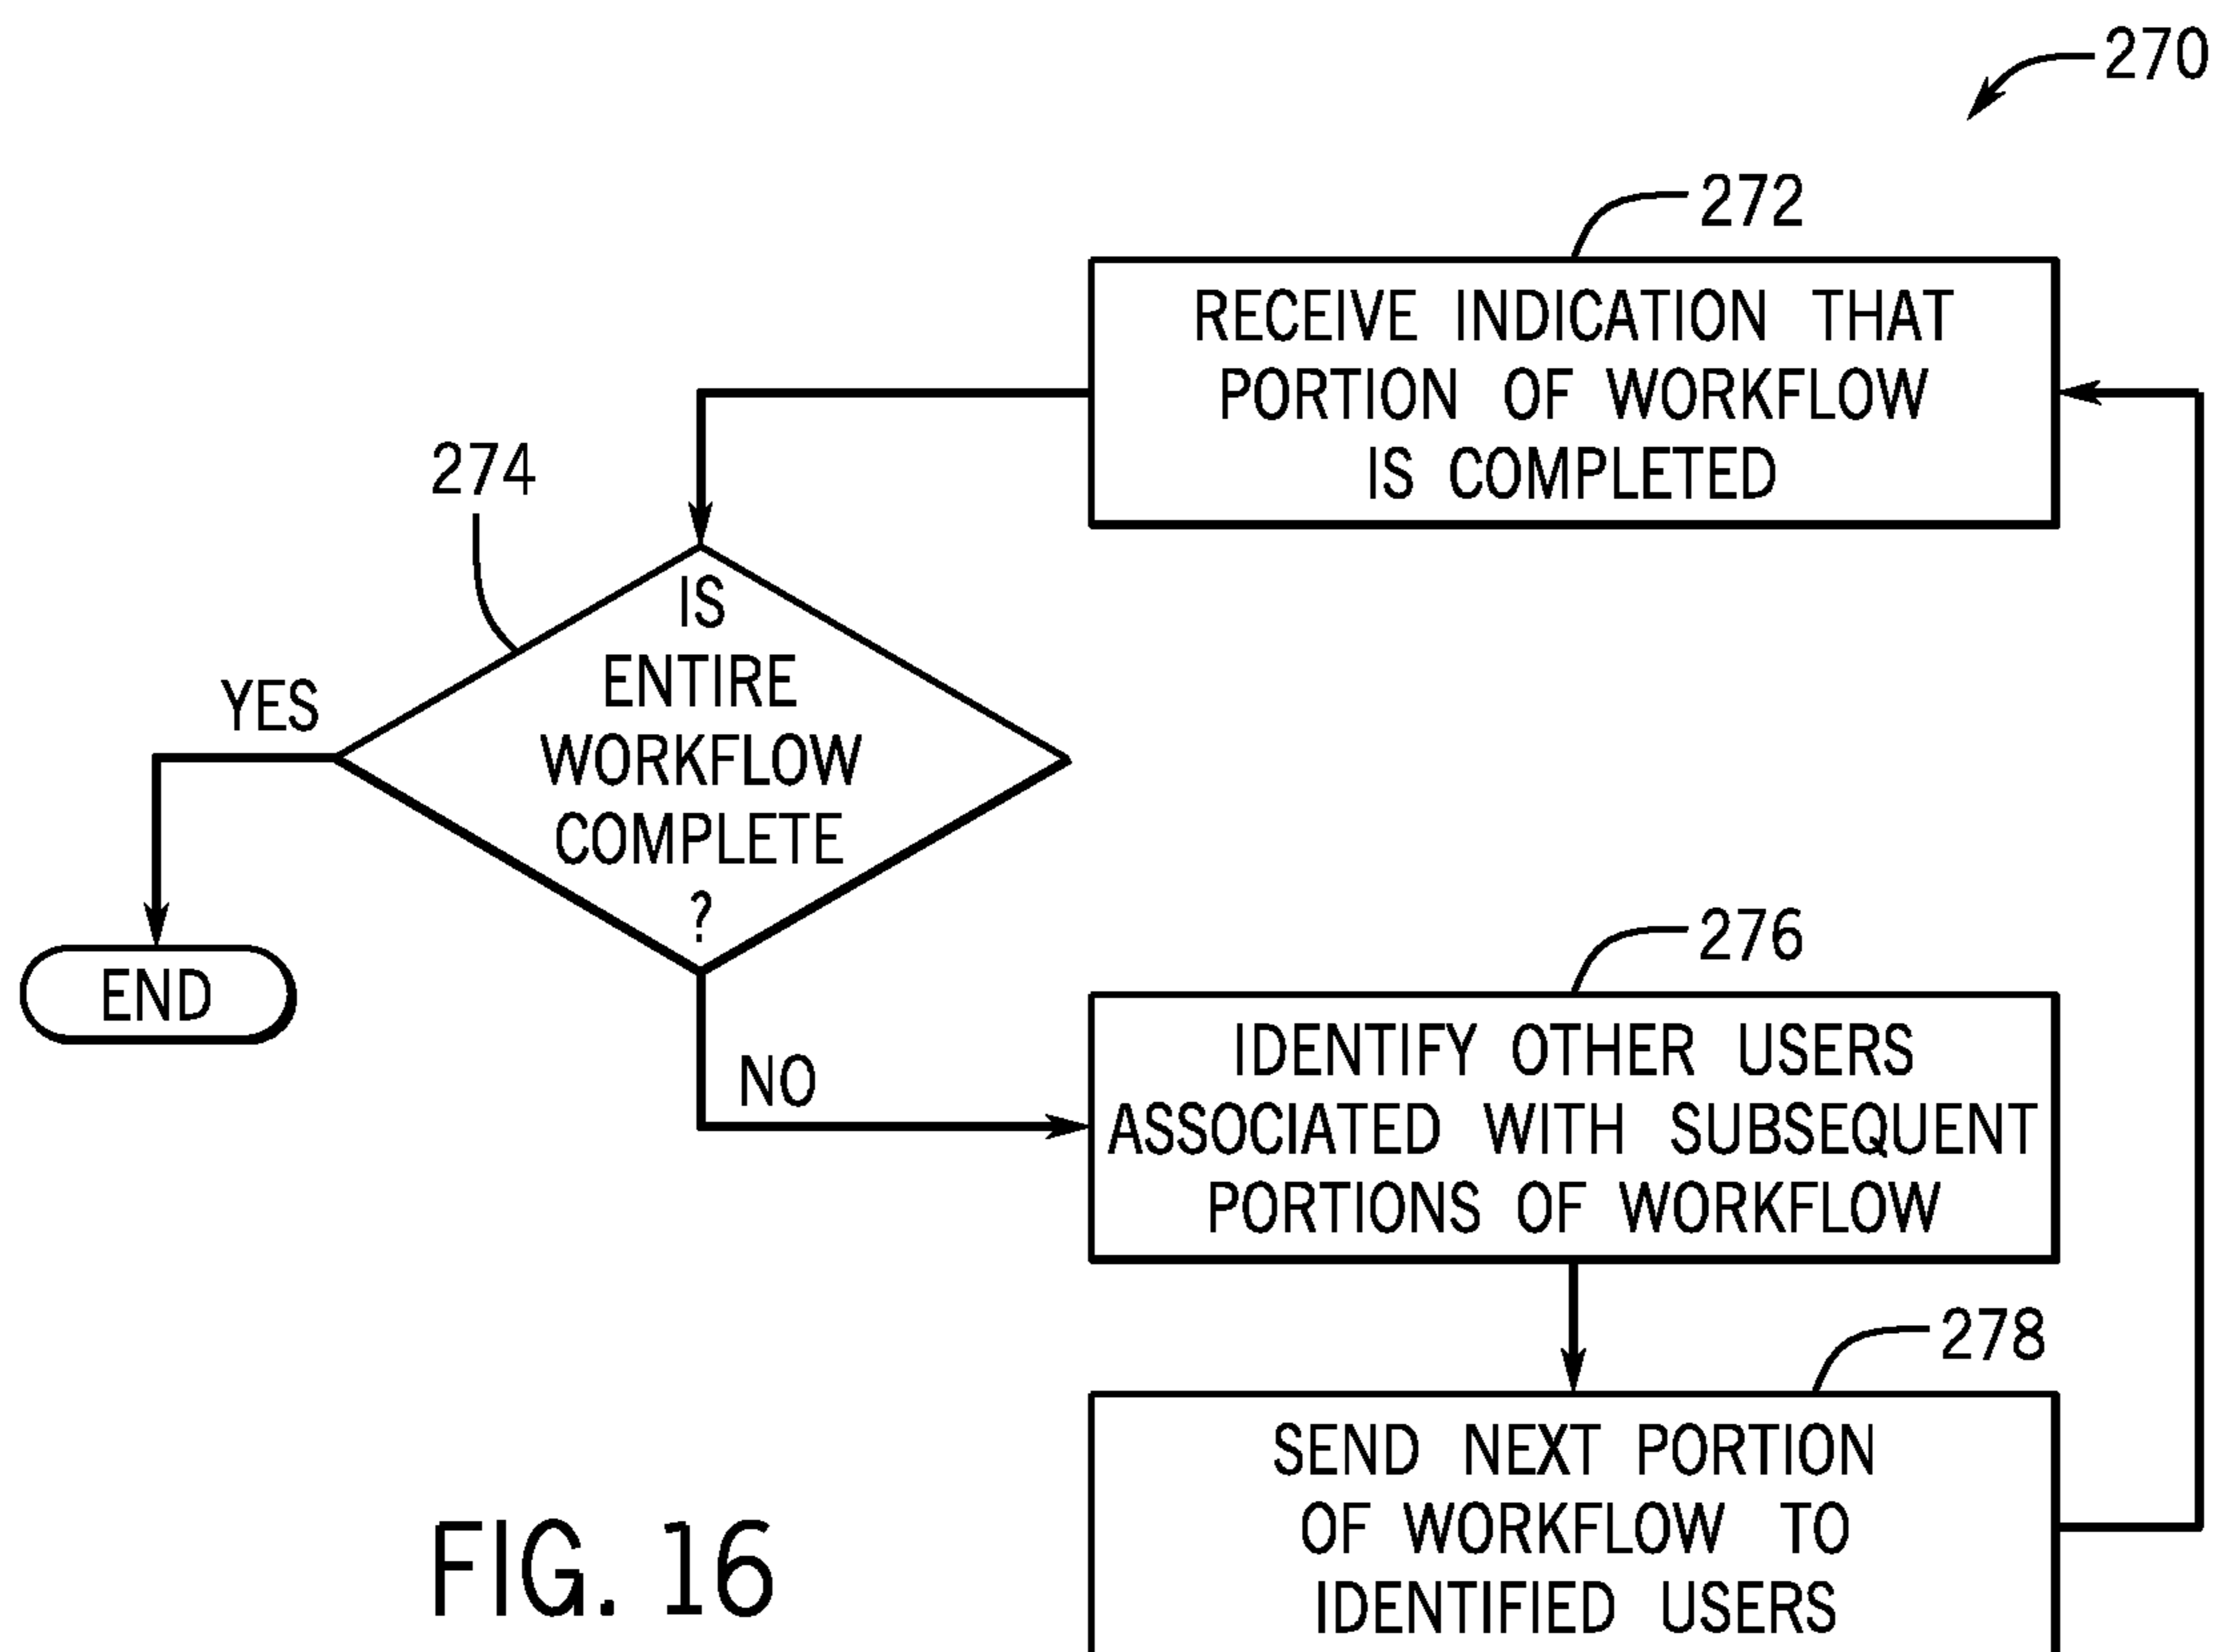 270
272
RECEIVE INDICATION THAT
PORTION OF WORKFLOW
IS COMPLETED
274
IS
ENTIRE
WORKFLOW
COMPLETE
?
YES
END
NO
276
IDENTIFY OTHER USERS
ASSOCIATED WITH SUBSEQUENT
PORTIONS OF WORKFLOW
278
SEND NEXT PORTION
OF WORKFLOW TO
IDENTIFIED USERS
FIG. 16